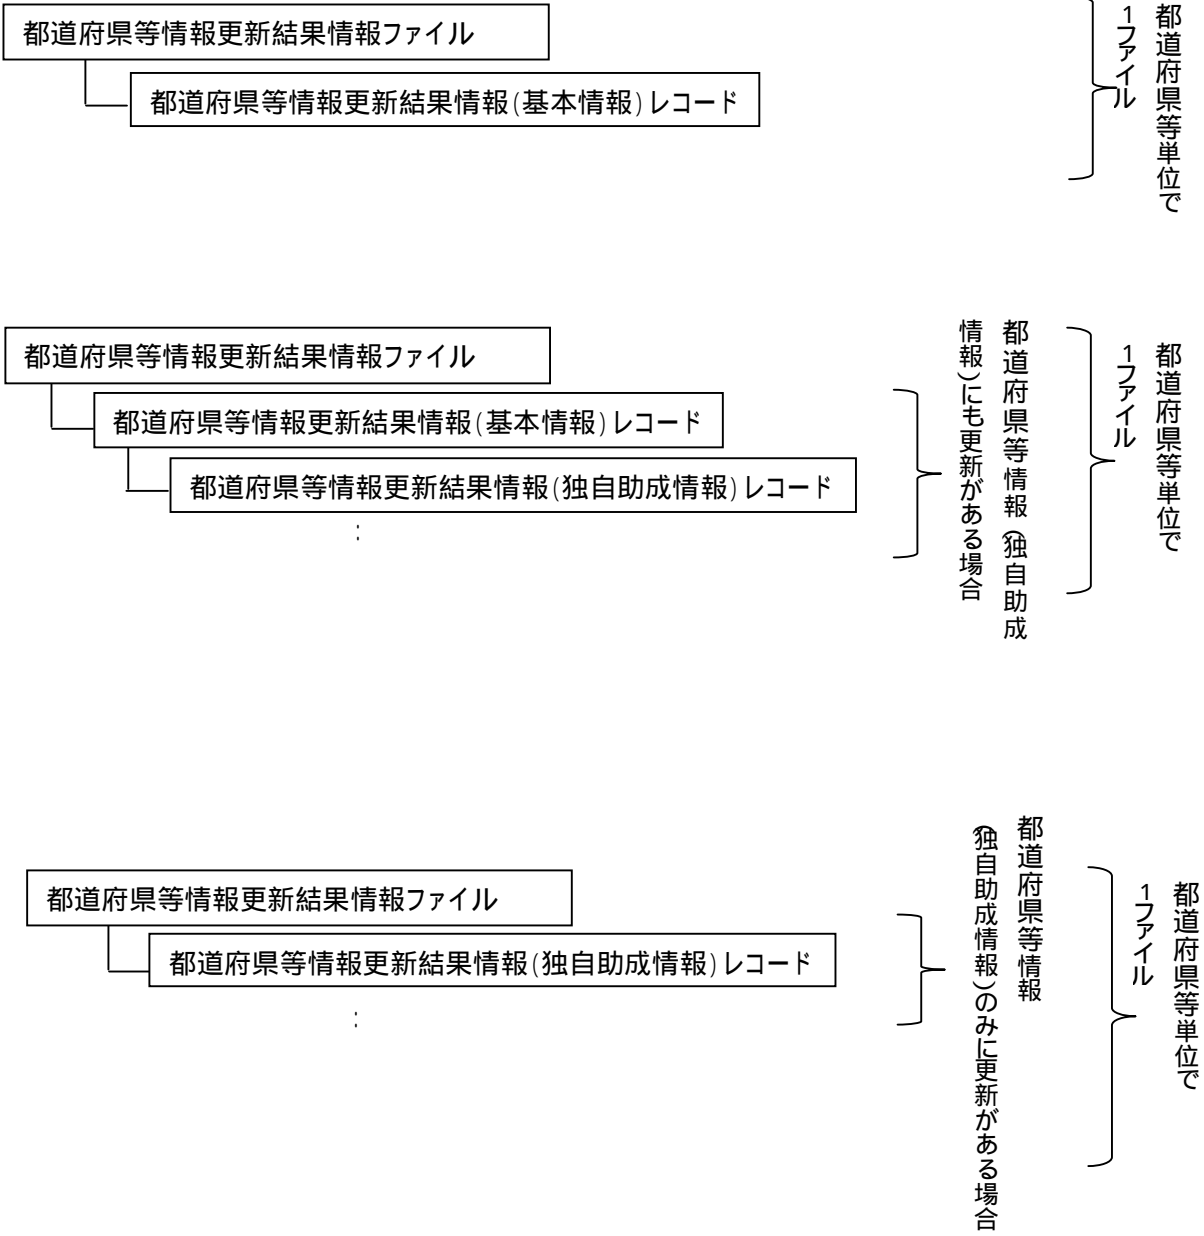 都道府県等情報更新結果情報ファイル
都道府県等情報更新結果情報(基本情報)レコード
都道府県等単位で
1ファイル
都道府県等情報更新結果情報ファイル
都道府県等情報更新結果情報(基本情報)レコード
都道府県等情報更新結果情報(独自助成情報)レコード
:
都道府県等情報(独自助成
情報)にも更新がある場合
都道府県等単位で
1ファイル
都道府県等情報更新結果情報ファイル
都道府県等情報更新結果情報(独自助成情報)レコード
:
都道府県等情報
(独自助成情報)のみに更新がある場合
都道府県等単位で
1ファイル